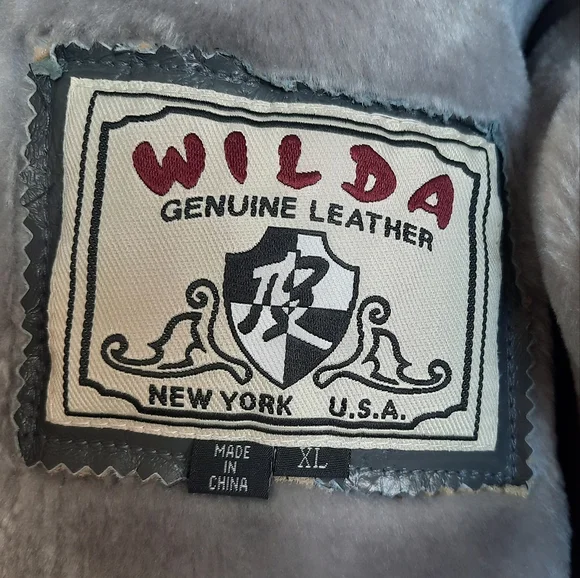 WILDA
GENUINE LEATHER
NEW YORK U.S.A.
MADE
IN
CHINA
XL